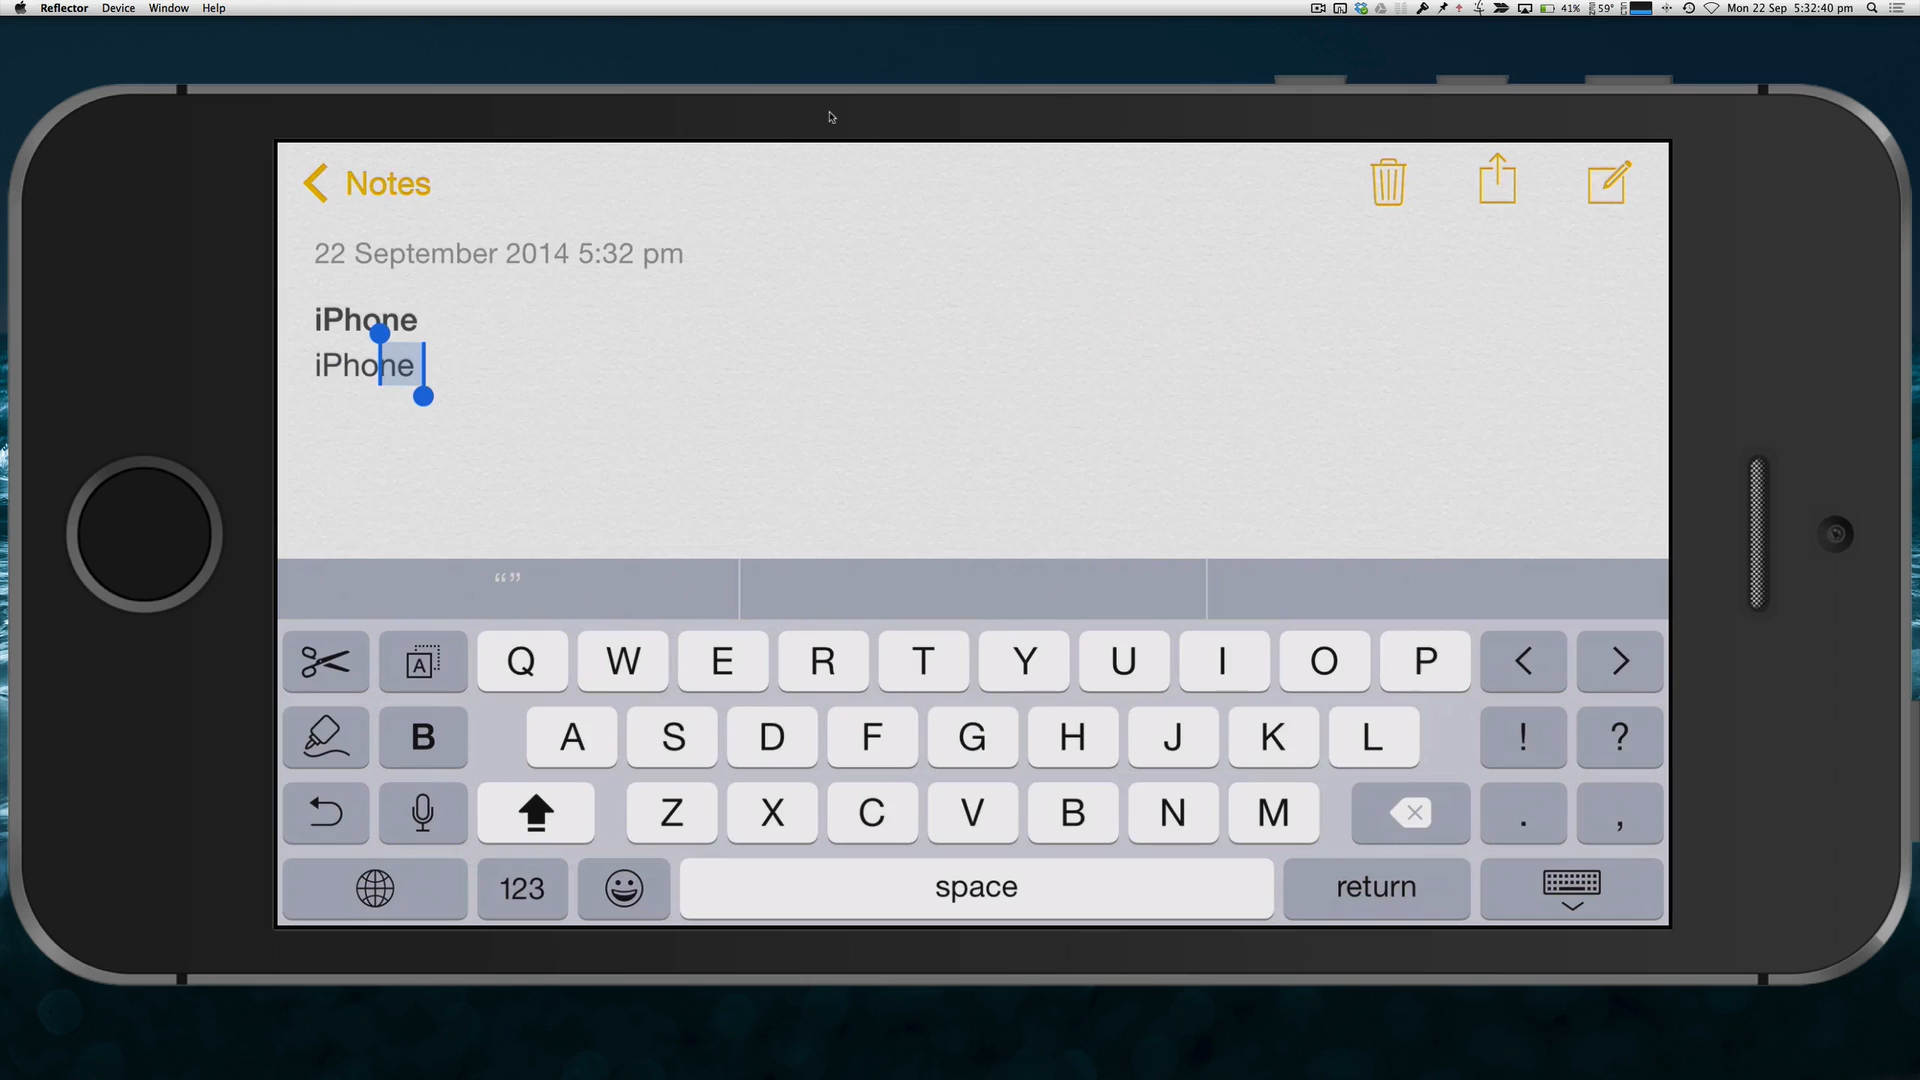 Reflector Device Window Help 41% 59° Mon 22 Sep 5:32:40 pm
Notes
22 September 2014 5:32 pm
iPhone
iPhone
“”
A Q W E R T Y U I O P < >
B A S D F G H J K L ! ?
Z X C V B N M . ,
123 space return